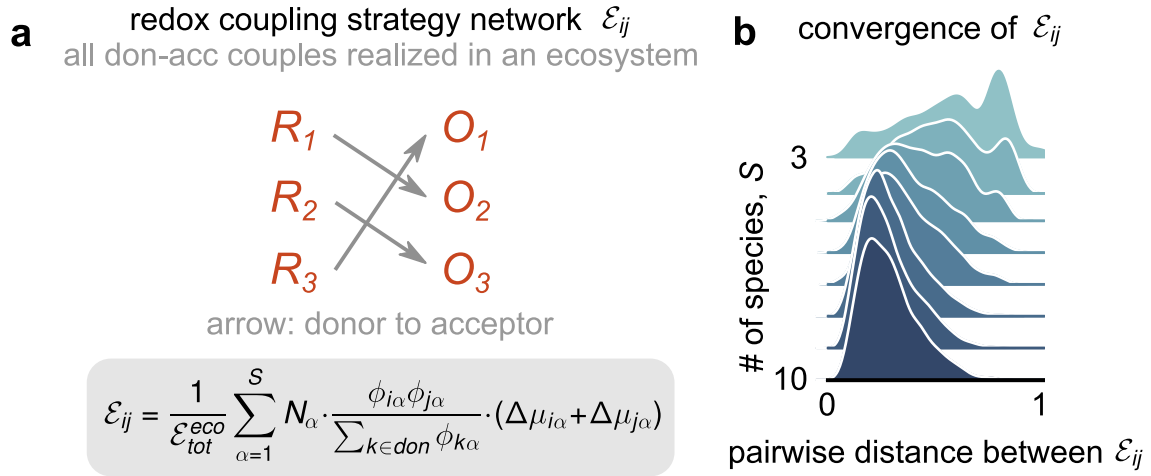 a
redox coupling strategy network ℰij
all don-acc couples realized in an ecosystem
R1 O1
R2 O2
R3 O3
arrow: donor to acceptor
ℰij = 1/ℰtot^eco ∑α=1^S Nα · ϕiαϕjα/∑k∈don ϕkα · (Δμiα+Δμjα)
b
convergence of ℰij
# of species, S
3
10
0 1
pairwise distance between ℰij